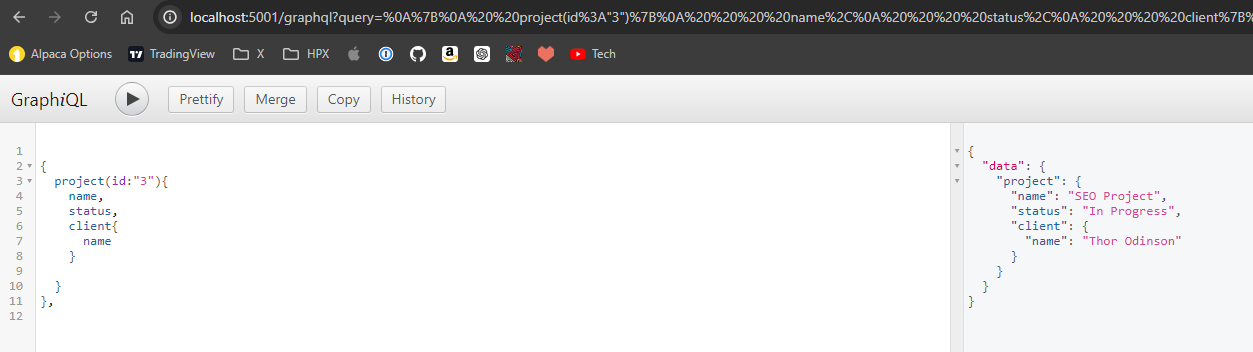 localhost:5001/graphql?query=%0A%7B%0A%20%20project(id%3A"3")%7B%0A%20%20%20%20name%2C%0A%20%20%20%20status%2C%0A%20%20%20%20client%7B%
Alpaca Options TradingView X HPX Tech
GraphiQL Prettify Merge Copy History
1
2 {
3 project(id:"3"){
4 name,
5 status,
6 client{
7 name
8 }
9
10 }
11 },
12
{
"data": {
"project": {
"name": "SEO Project",
"status": "In Progress",
"client": {
"name": "Thor Odinson"
}
}
}
}